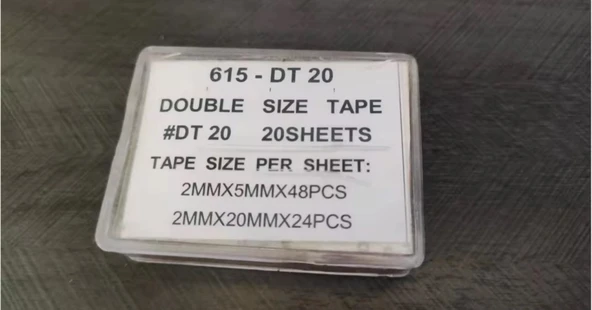 615 - DT 20
DOUBLE SIZE TAPE
#DT 20 20SHEETS
TAPE SIZE PER SHEET:
2MMX5MMX48PCS
2MMX20MMX24PCS